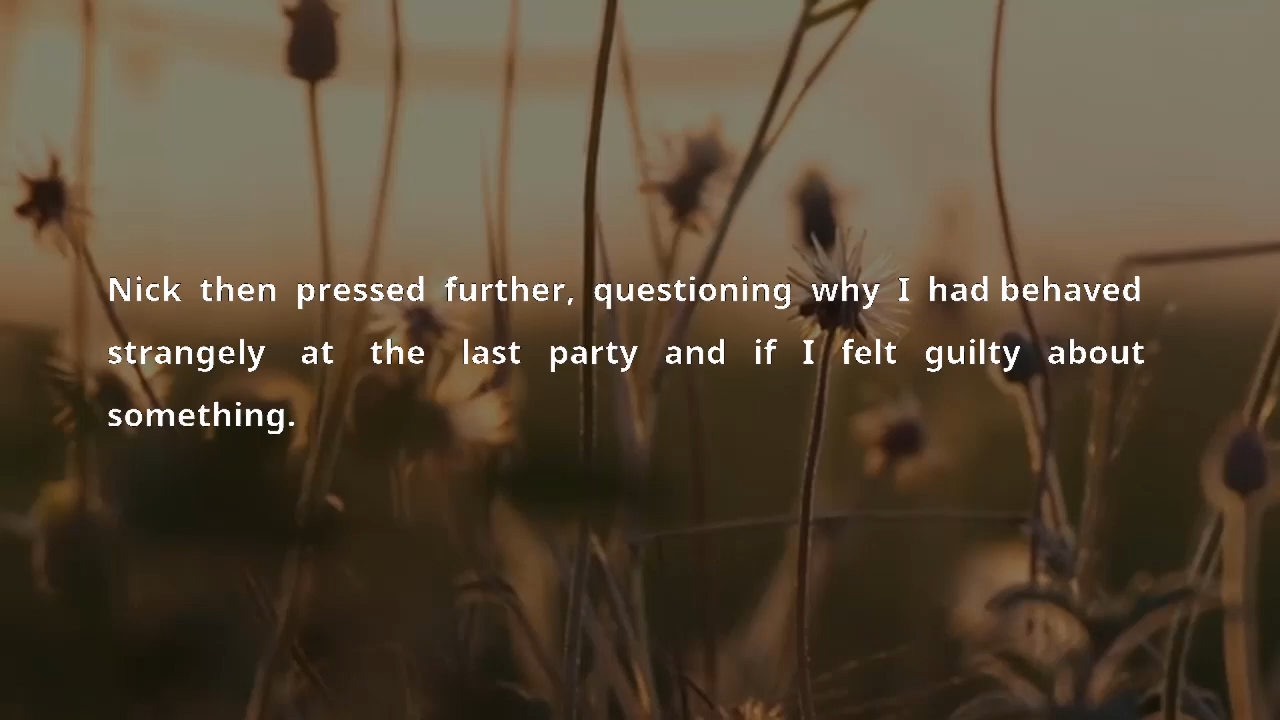 Nick then pressed further, questioning why I had behaved
strangely at the last party and if I felt guilty about
something.